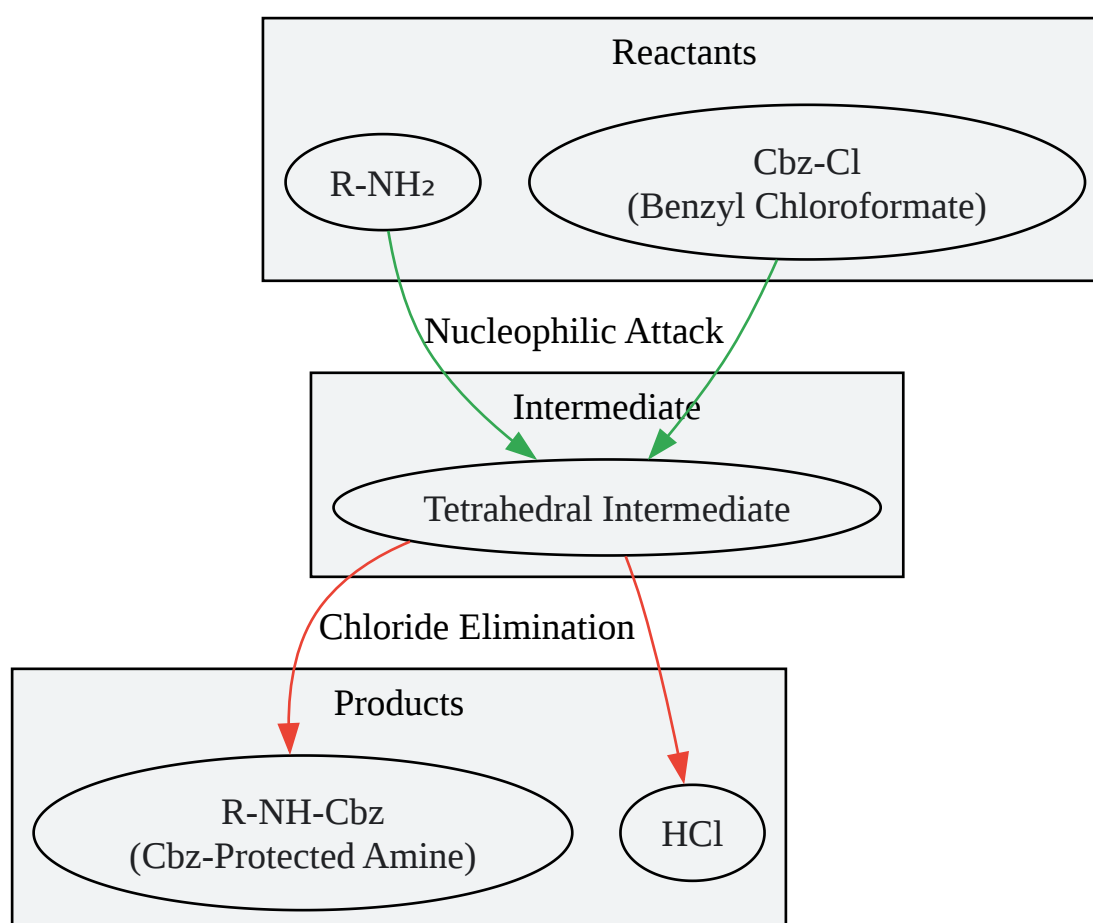 Reactants
R-NH₂
Cbz-Cl
(Benzyl Chloroformate)
Nucleophilic Attack
Intermediate
Tetrahedral Intermediate
Chloride Elimination
Products
R-NH-Cbz
(Cbz-Protected Amine)
HCl